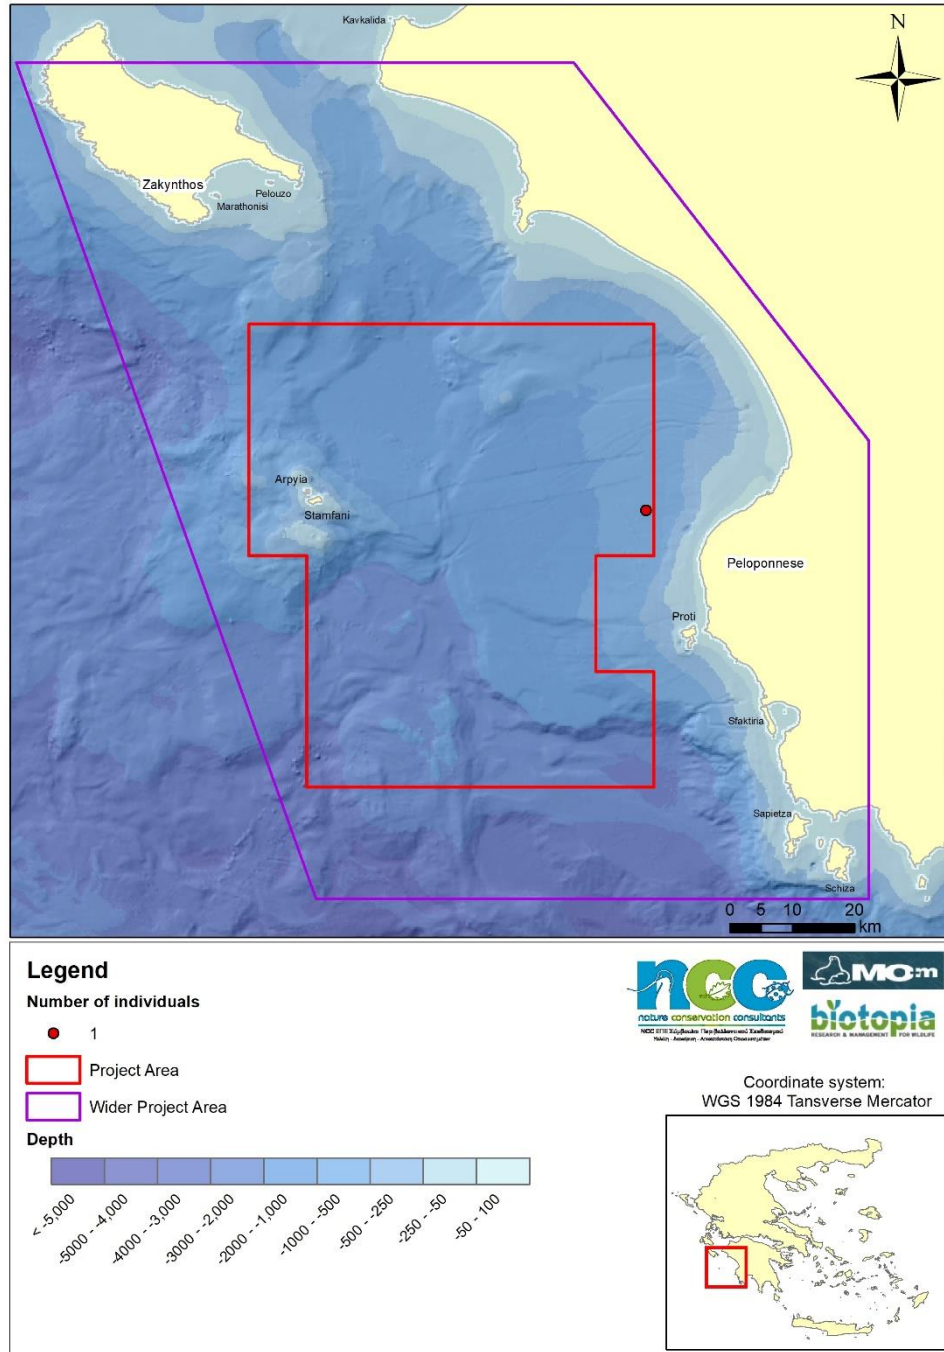 Kavkalida
N
Zakynthos
Pelouzo
Marathonisi
Arpyia
Stamfani
Peloponnese
Proti
Sfaktiria
Sapietza
Schiza
0 5 10 20
km
Legend
Number of individuals
1
Project Area
Wider Project Area
Depth
< -5,000
-5000 - -4,000
-4000 - -3,000
-3000 - -2,000
-2000 - -1,000
-1000 - -500
-500 - -250
-250 - -50
-50 - 100
ncc
nature conservation consultants
MOm
biotopia
RESEARCH & MANAGEMENT FOR WILDLIFE
Coordinate system:
WGS 1984 Tansverse Mercator